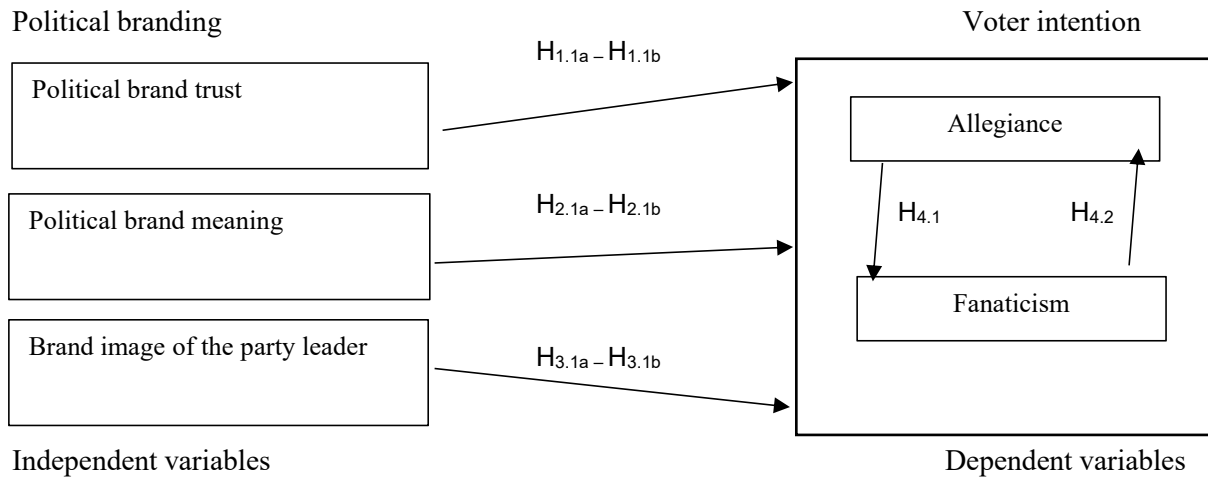 Political branding
Voter intention
H1.1a – H1.1b
Political brand trust
Allegiance
H2.1a – H2.1b
Political brand meaning
H4.1
H4.2
Fanaticism
Brand image of the party leader
H3.1a – H3.1b
Independent variables
Dependent variables